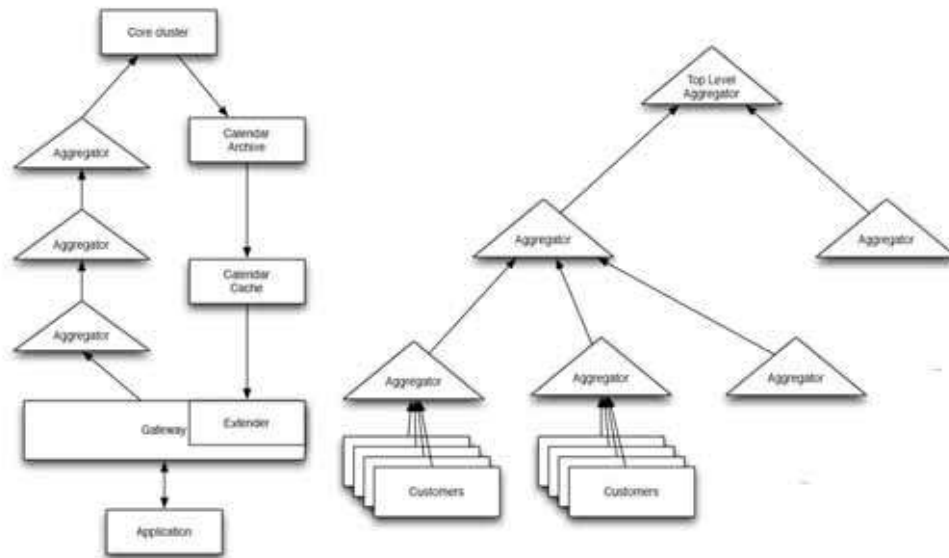 Core cluster
Calendar
Archive
Aggregator
Aggregator
Calendar
Cache
Aggregator
Gateway
Extender
Application
Top Level
Aggregator
Aggregator
Aggregator
Aggregator
Aggregator
Aggregator
Customers
Customers